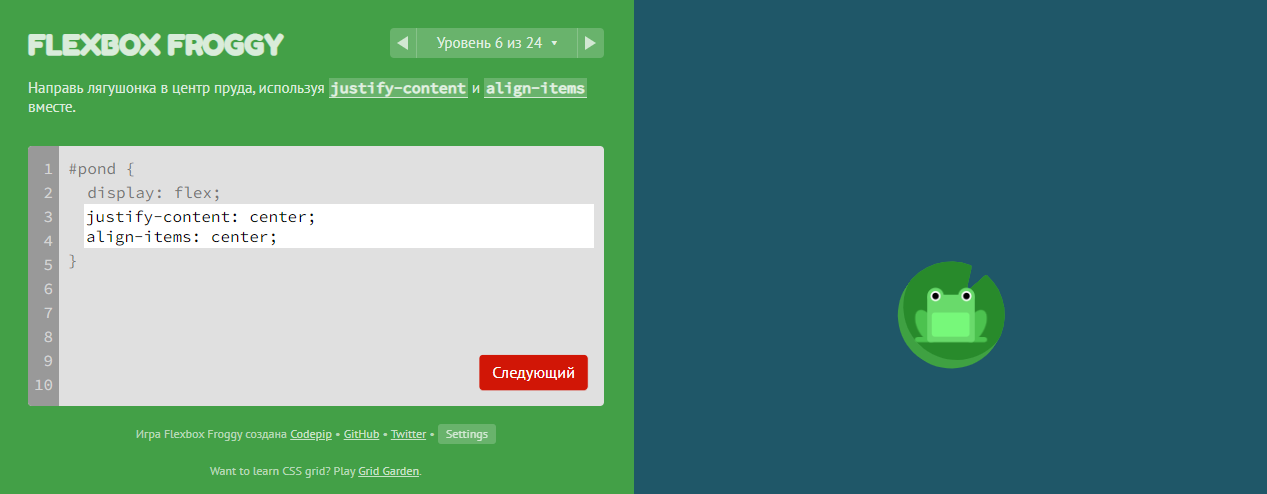 FLEXBOX FROGGY
Уровень 6 из 24
Направь лягушонка в центр пруда, используя justify-content и align-items
вместе.
1 #pond {
2 display: flex;
3 justify-content: center;
4 align-items: center;
5 }
6
7
8
9
10
Следующий
Игра Flexbox Froggy создана Codepip • GitHub • Twitter • Settings
Want to learn CSS grid? Play Grid Garden.